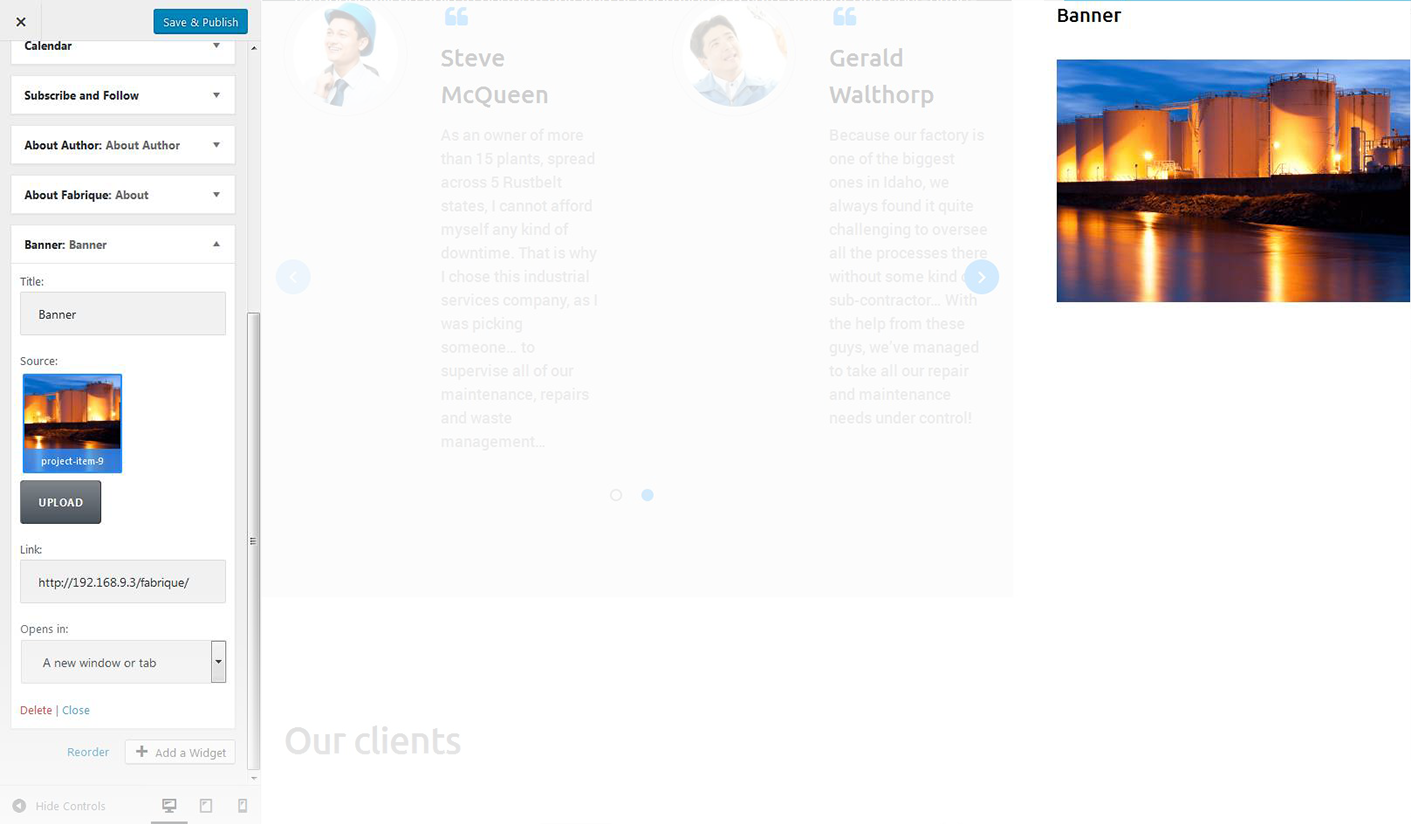 Save & Publish
Calendar
Subscribe and Follow
About Author: About Author
About Fabrique: About
Banner: Banner
Title:
Banner
Source:
project-item-9
UPLOAD
Link:
http://192.168.9.3/fabrique/
Opens in:
A new window or tab
Delete | Close
Reorder
Add a Widget
Hide Controls
Steve
McQueen
As an owner of more
than 15 plants, spread
across 5 Rustbelt
states, I cannot afford
myself any kind of
downtime. That is why
I chose this industrial
services company, as I
was picking
someone... to
supervise all of our
maintenance, repairs
and waste
management...
Gerald
Walthorp
Because our factory is
one of the biggest
ones in Idaho, we
always found it quite
challenging to oversee
all the processes there
without some kind
sub-contractor... With
the help from these
guys, we've managed
to take all our repair
and maintenance
needs under control!
Our clients
Banner